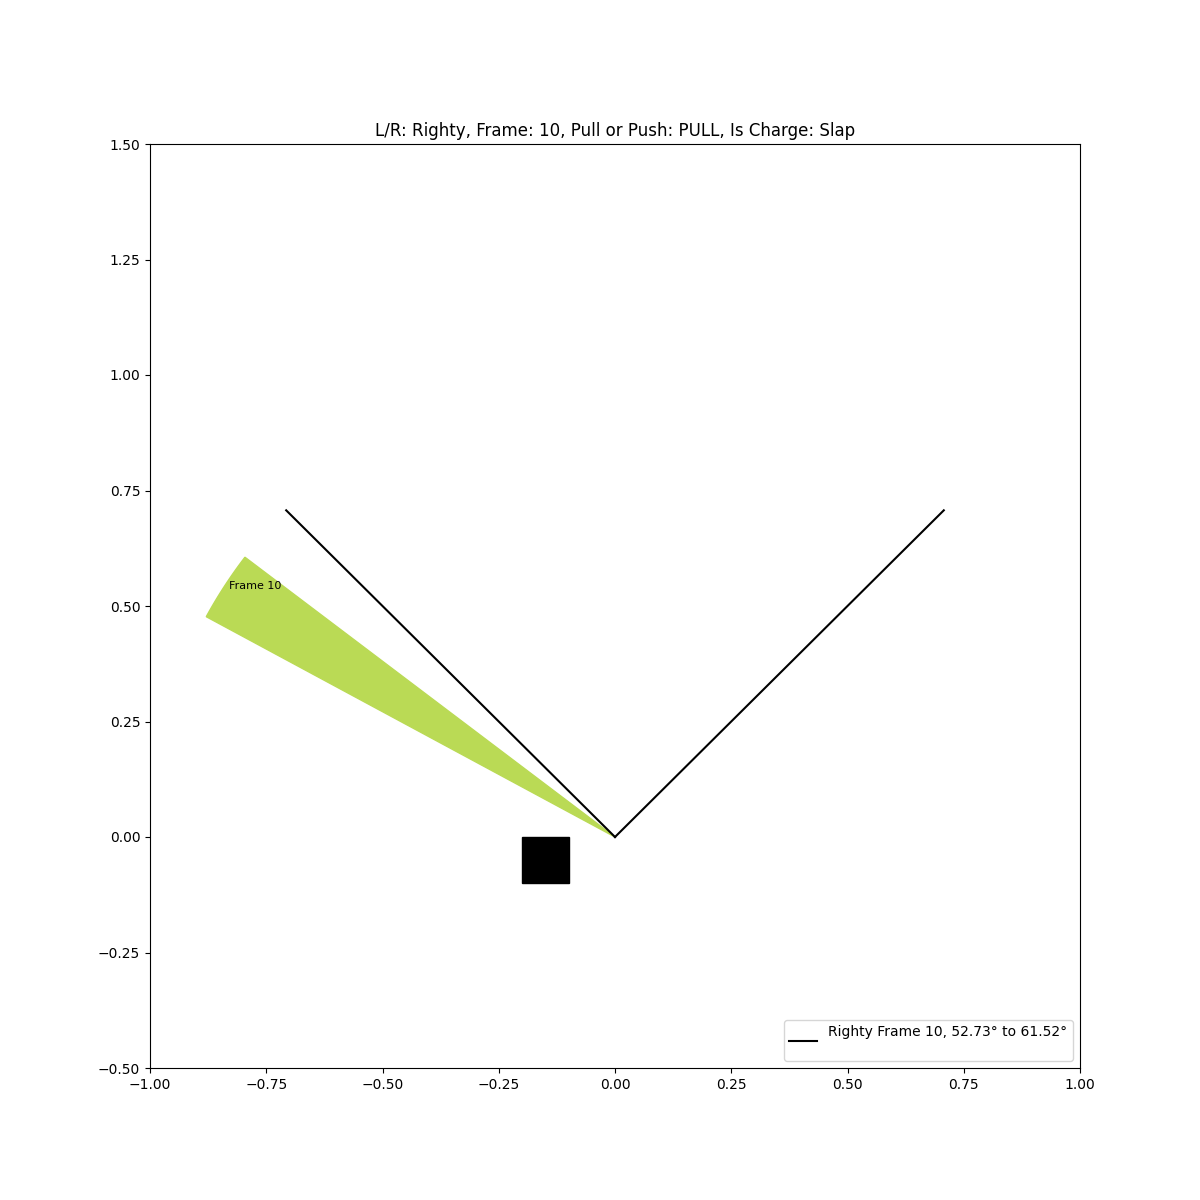 L/R: Righty, Frame: 10, Pull or Push: PULL, Is Charge: Slap
1.50
1.25
1.00
0.75
0.50
0.25
0.00
−0.25
−0.50
Frame 10
Righty Frame 10, 52.73° to 61.52°
−1.00 −0.75 −0.50 −0.25 0.00 0.25 0.50 0.75 1.00